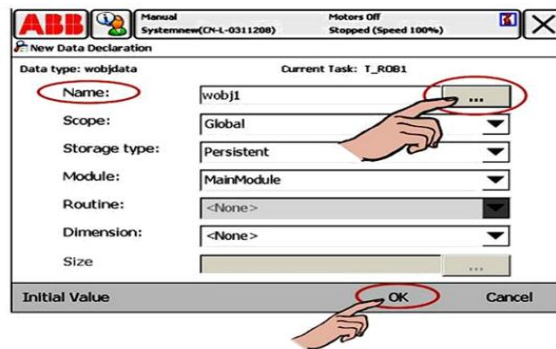 ABB
Manual
Systemnew(CN-L-0311208)
Motors Off
Stopped (Speed 100%)
New Data Declaration
Data type: wobjdata
Current Task: T_ROB1
Name:
wobj1
...
Scope:
Global
Storage type:
Persistent
Module:
MainModule
Routine:
<None>
Dimension:
<None>
Size
...
Initial Value
OK
Cancel